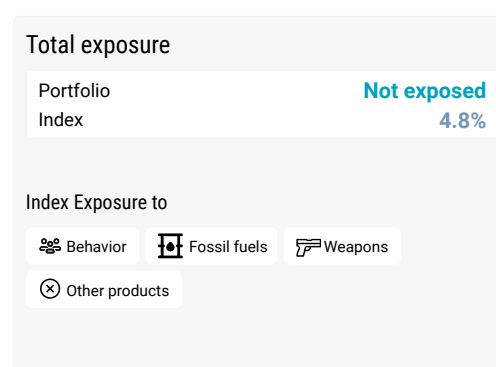 Total exposure
Portfolio Not exposed
Index 4.8%
Index Exposure to
Behavior Fossil fuels Weapons
Other products